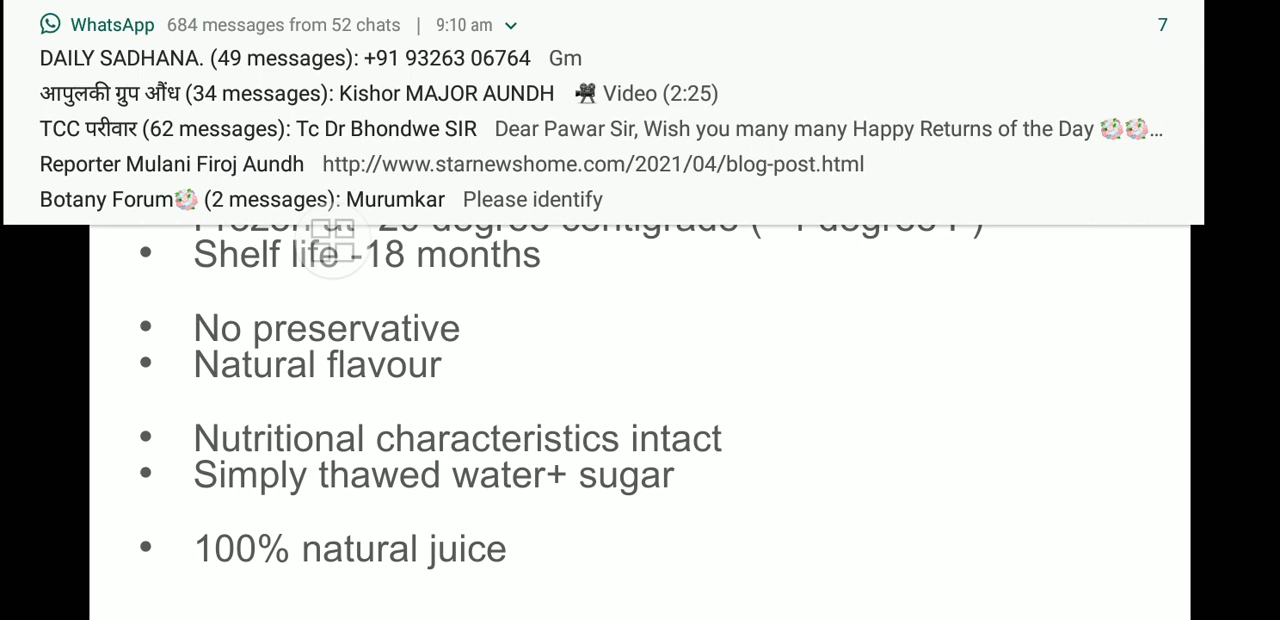 WhatsApp 684 messages from 52 chats | 9:10 am 7
DAILY SADHANA. (49 messages): +91 93263 06764 Gm
आपुलकी ग्रुप औंध (34 messages): Kishor MAJOR AUNDH 🎥 Video (2:25)
TCC परीवार (62 messages): Tc Dr Bhondwe SIR Dear Pawar Sir, Wish you many many Happy Returns of the Day 💐💐...
Reporter Mulani Firoj Aundh http://www.starnewshome.com/2021/04/blog-post.html
Botany Forum💐 (2 messages): Murumkar Please identify
degree centigrade
• Shelf life -18 months
• No preservative
• Natural flavour
• Nutritional characteristics intact
• Simply thawed water+ sugar
• 100% natural juice